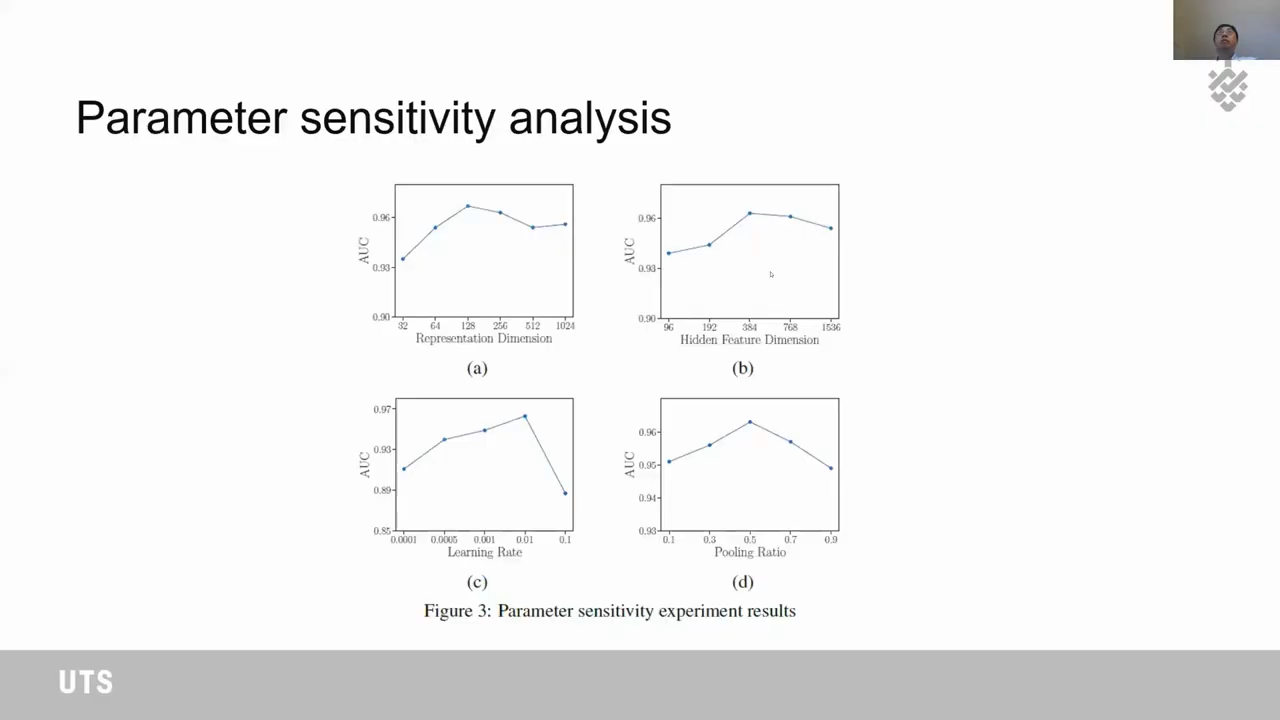 Parameter sensitivity analysis
0.96
0.93
0.90
AUC
32 64 128 256 512 1024
Representation Dimension
(a)
0.96
0.93
0.90
AUC
96 192 384 768 1536
Hidden Feature Dimension
(b)
0.97
0.93
0.89
0.85
AUC
0.0001 0.0005 0.001 0.01 0.1
Learning Rate
(c)
0.96
0.95
0.94
0.93
AUC
0.1 0.3 0.5 0.7 0.9
Pooling Ratio
(d)
Figure 3: Parameter sensitivity experiment results
UTS